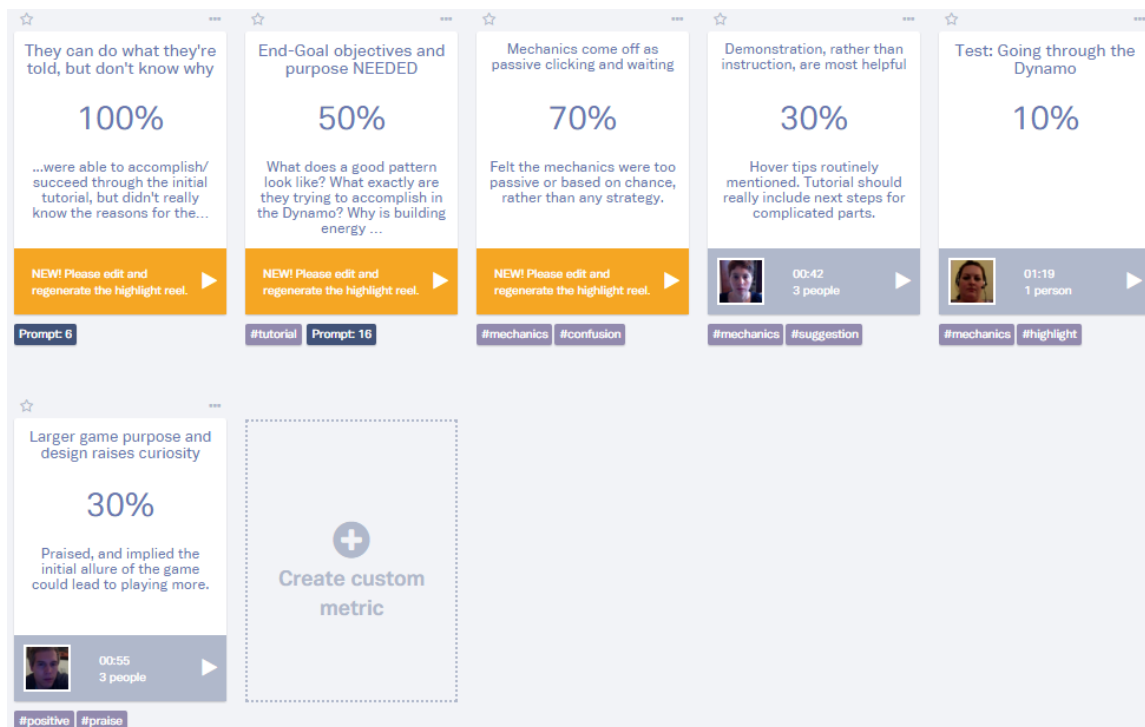 They can do what they're
told, but don't know why
100%
...were able to accomplish/
succeed through the initial
tutorial, but didn't really
know the reasons for the...
NEW! Please edit and
regenerate the highlight reel.
Prompt: 6
End-Goal objectives and
purpose NEEDED
50%
What does a good pattern
look like? What exactly are
they trying to accomplish in
the Dynamo? Why is building
energy ...
NEW! Please edit and
regenerate the highlight reel.
#tutorial Prompt: 16
Mechanics come off as
passive clicking and waiting
70%
Felt the mechanics were too
passive or based on chance,
rather than any strategy.
NEW! Please edit and
regenerate the highlight reel.
#mechanics #confusion
Demonstration, rather than
instruction, are most helpful
30%
Hover tips routinely
mentioned. Tutorial should
really include next steps for
complicated parts.
00:42
3 people
#mechanics #suggestion
Test: Going through the
Dynamo
10%
01:19
1 person
#mechanics #highlight
Larger game purpose and
design raises curiosity
30%
Praised, and implied the
initial allure of the game
could lead to playing more.
00:55
3 people
#positive #praise
Create custom
metric